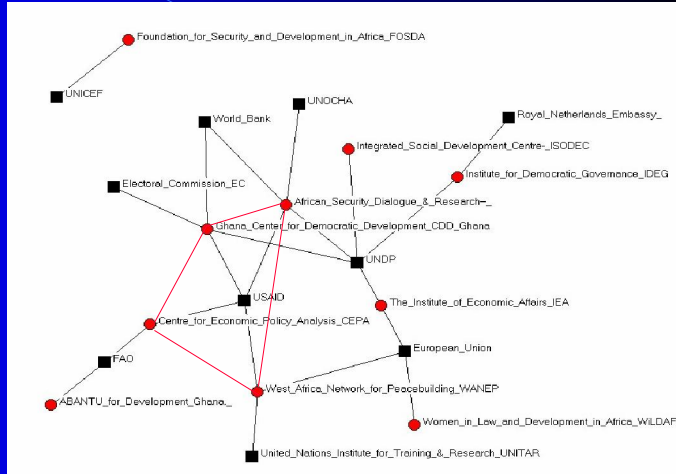 Foundation_for_Security_and_Development_in_Africa_FOSDA
UNICEF
UNOCHA
World_Bank
Royal_Netherlands_Embassy_
Integrated_Social_Development_Centre-_ISODEC
Institute_for_Democratic_Governance_IDEG
Electoral_Commission_EC
African_Security_Dialogue_&_Research-_
Ghana_Center_for_Democratic_Development_CDD_Ghana
UNDP
USAID
The_Institute_of_Economic_Affairs_IEA
Centre_for_Economic_Policy_Analysis_CEPA
European_Union
FAO
West_Africa_Network_for_Peacebuilding_WANEP
ABANTU_for_Development_Ghana_
Women_in_Law_and_Development_in_Africa_WiLDAF
United_Nations_Institute_for_Training_&_Research_UNITAR